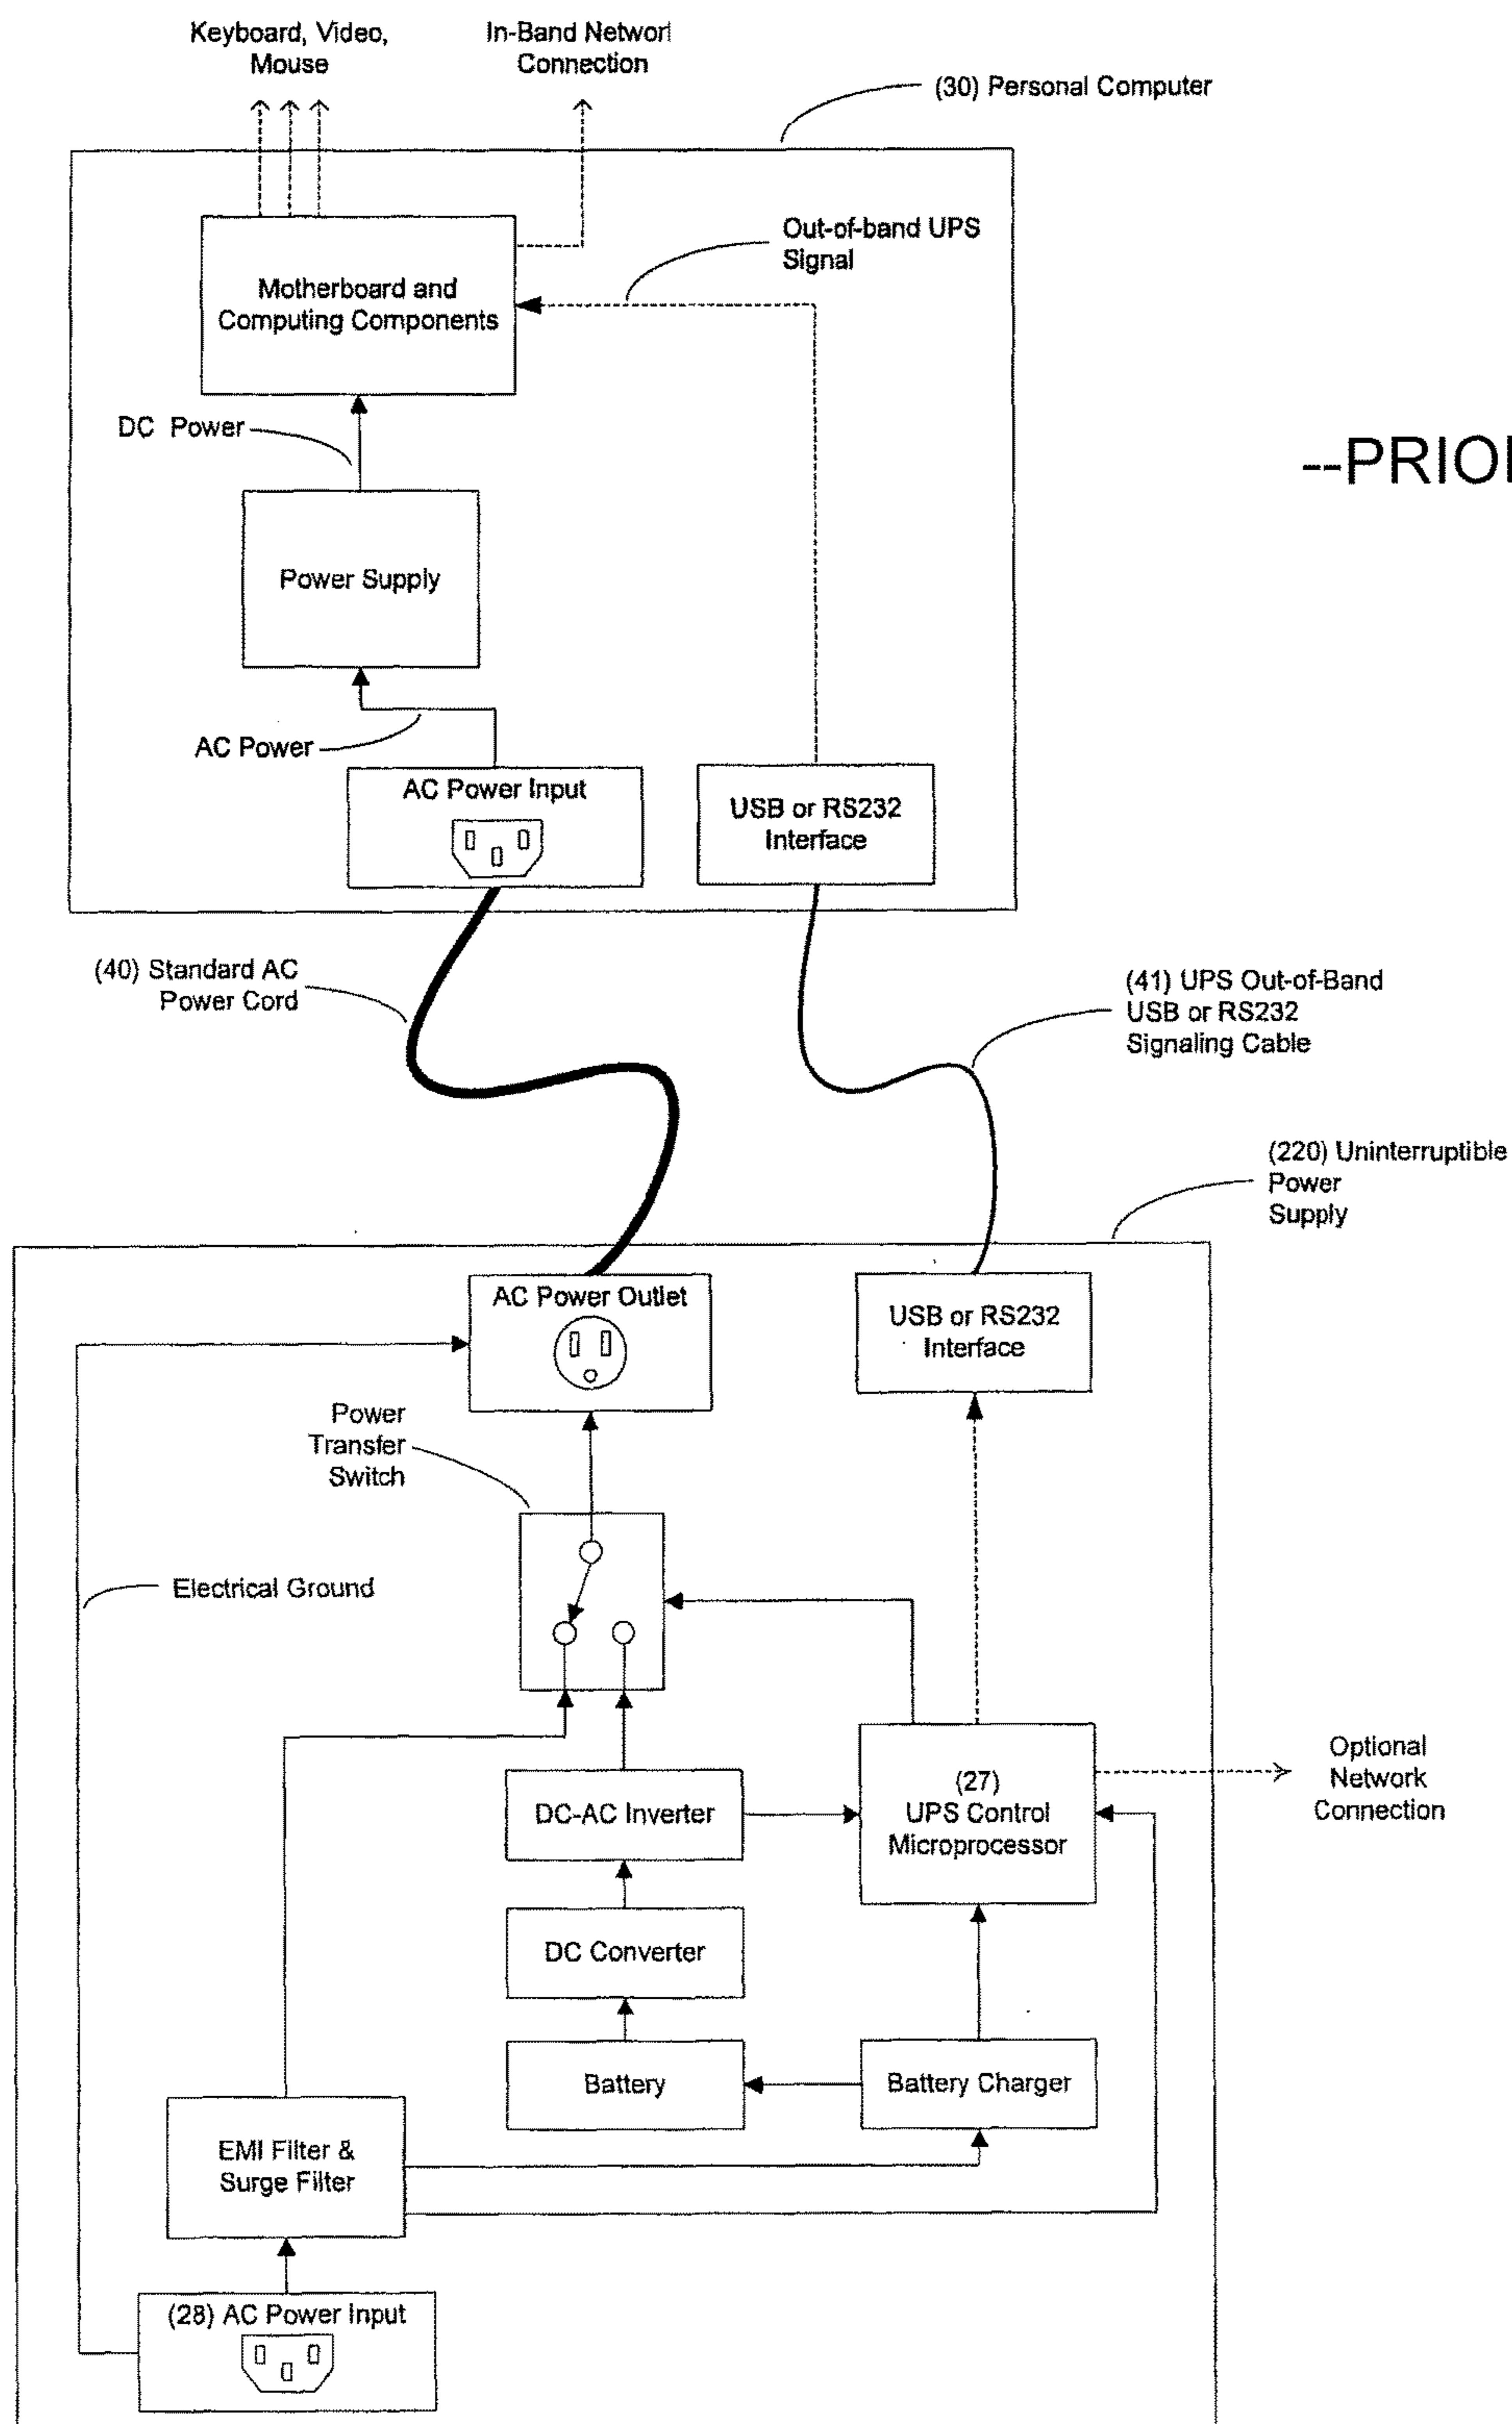 Keyboard, Video,
Mouse
In-Band Network
Connection
(30) Personal Computer
Out-of-band UPS
Signal
Motherboard and
Computing Components
DC Power
--PRIOR
Power Supply
AC Power
AC Power Input
USB or RS232
Interface
(40) Standard AC
Power Cord
(41) UPS Out-of-Band
USB or RS232
Signaling Cable
(220) Uninterruptible
Power
Supply
AC Power Outlet
USB or RS232
Interface
Power
Transfer
Switch
Electrical Ground
Optional
Network
Connection
(27)
UPS Control
Microprocessor
DC-AC Inverter
DC Converter
Battery
Battery Charger
EMI Filter &
Surge Filter
(28) AC Power Input